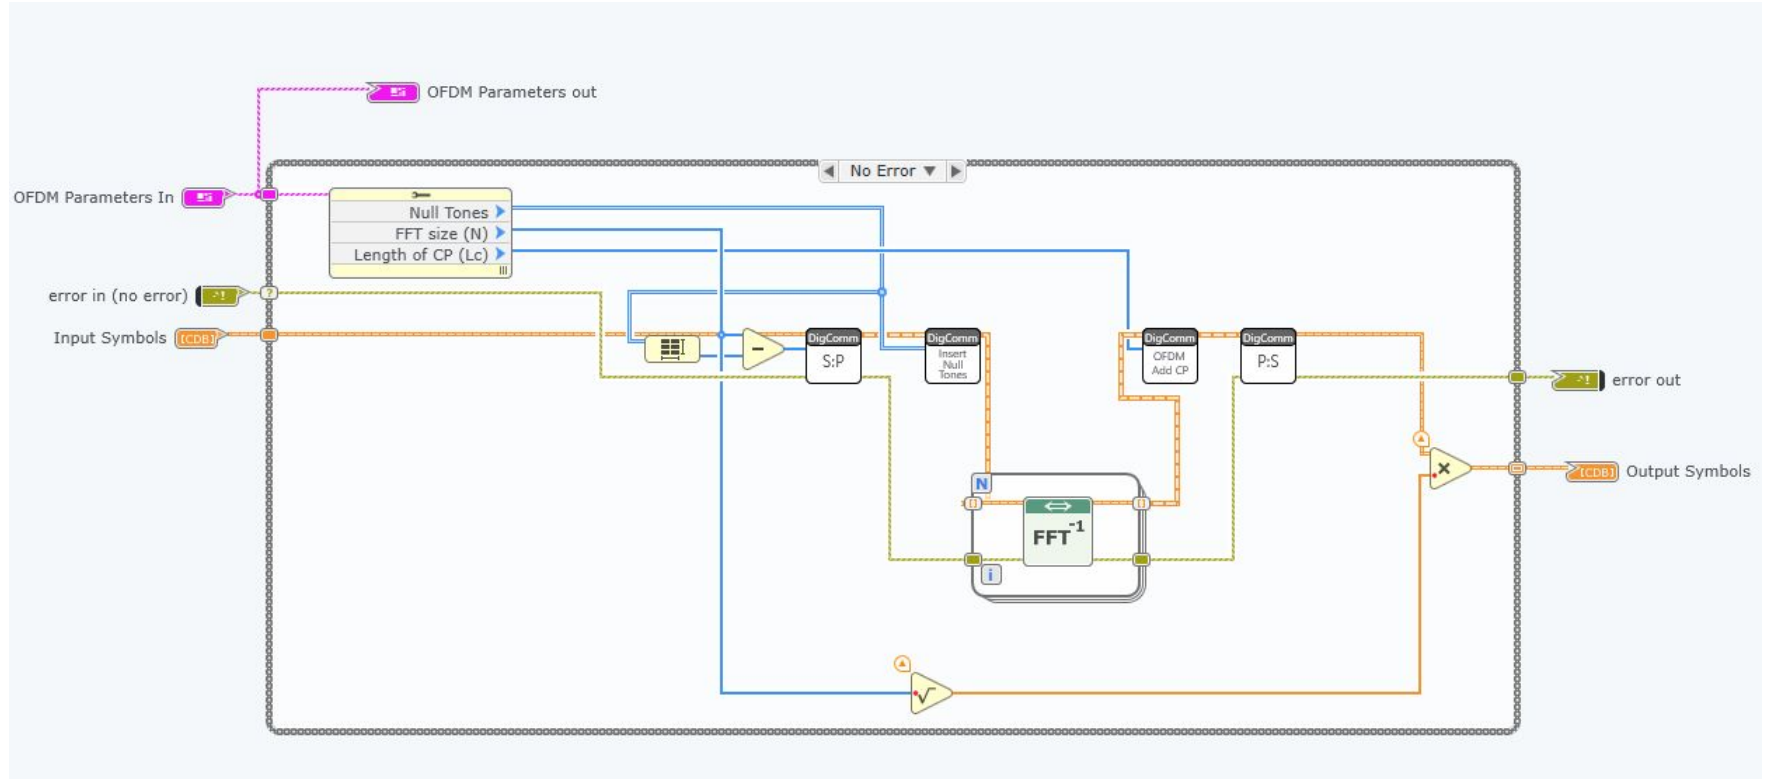 OFDM Parameters out
No Error
OFDM Parameters In
Null Tones
FFT size (N)
Length of CP (Lc)
error in (no error)
?
Input Symbols
[CDB]
−
DigComm
S:P
DigComm
Insert
Null
Tones
DigComm
OFDM
Add CP
DigComm
P:S
error out
×
[CDB]
Output Symbols
N
FFT⁻¹
i
√